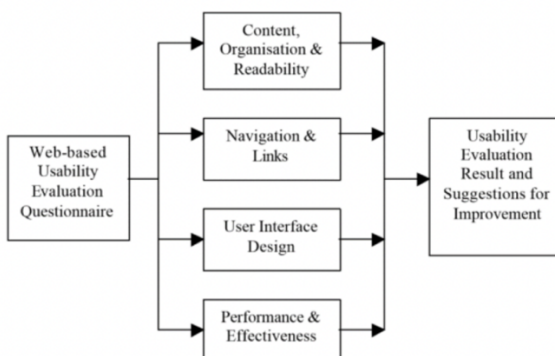 Content,
Organisation &
Readability
Web-based
Usability
Evaluation
Questionnaire
Navigation &
Links
User Interface
Design
Performance &
Effectiveness
Usability
Evaluation
Result and
Suggestions for
Improvement